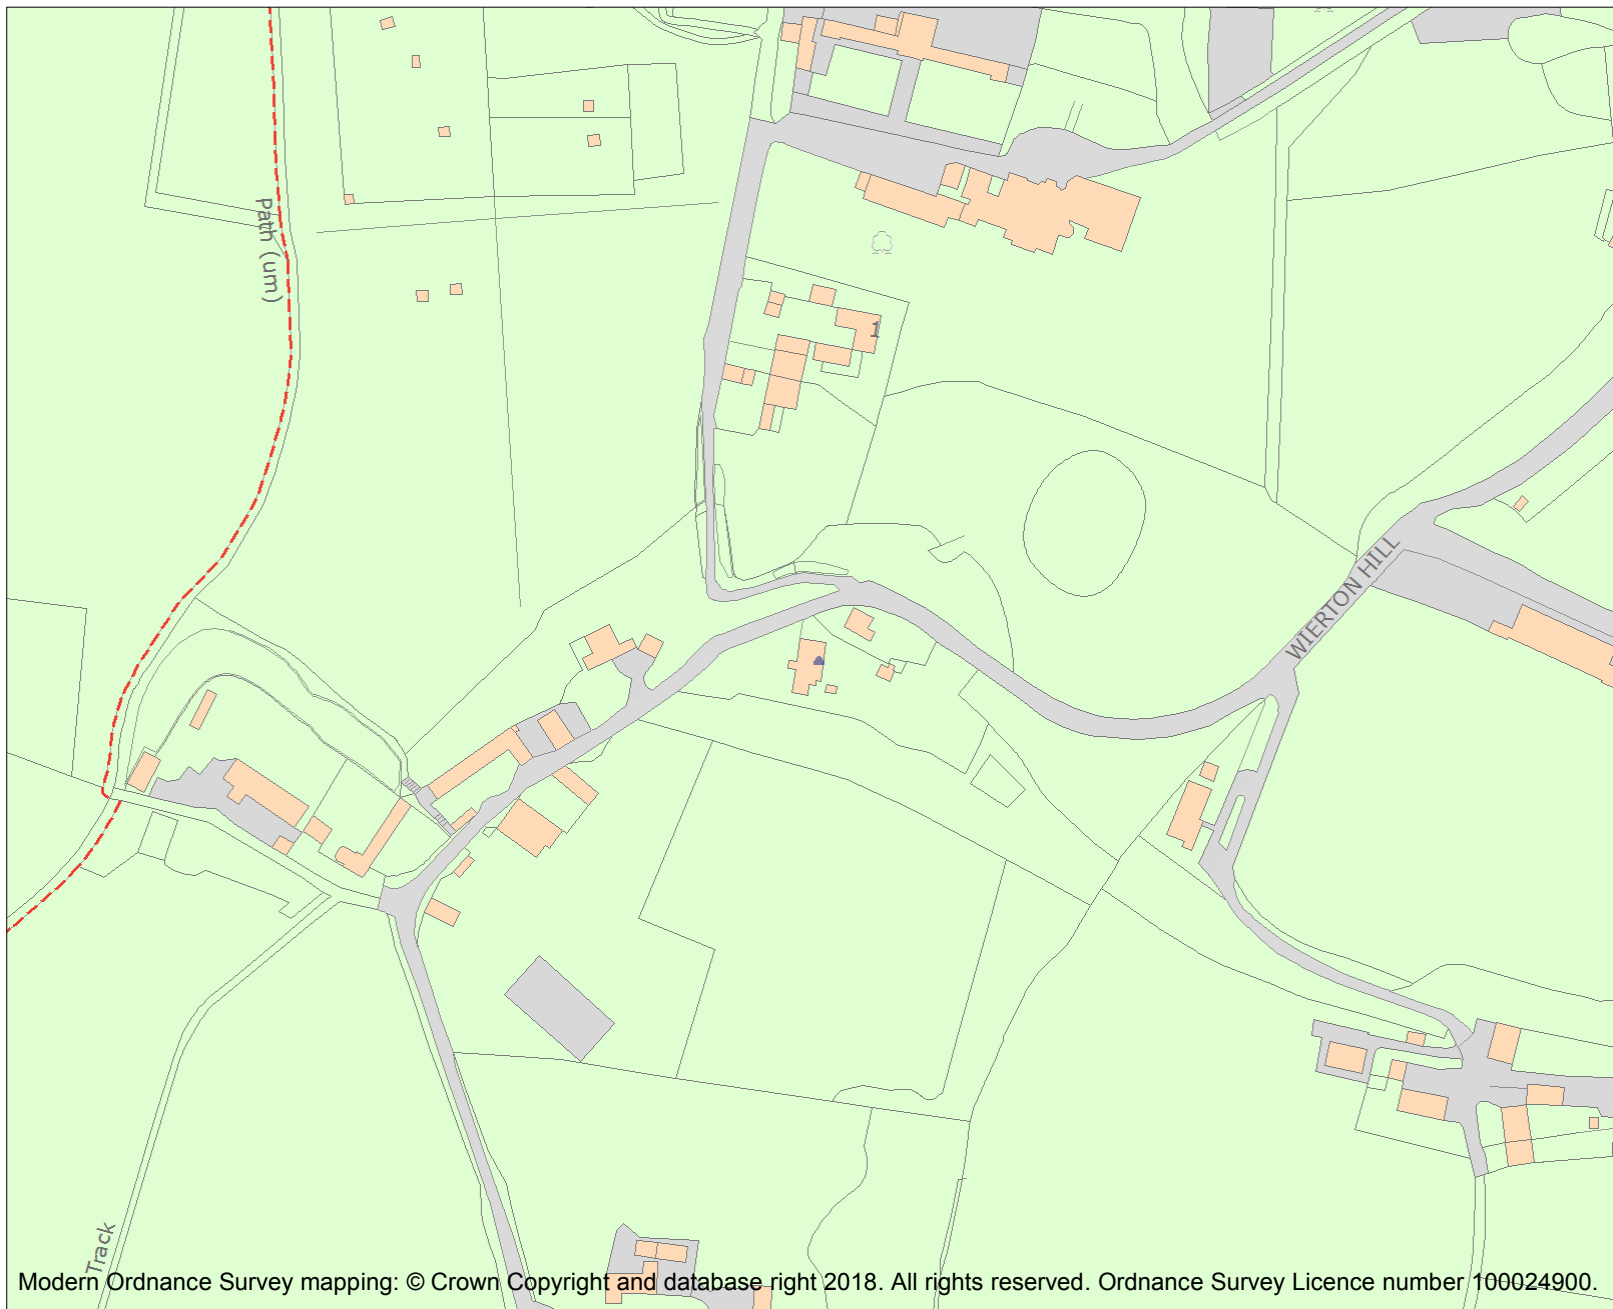 Path (um)
1
WIERTON HILL
Track
Modern Ordnance Survey mapping: © Crown Copyright and database right 2018. All rights reserved. Ordnance Survey Licence number 100024900.